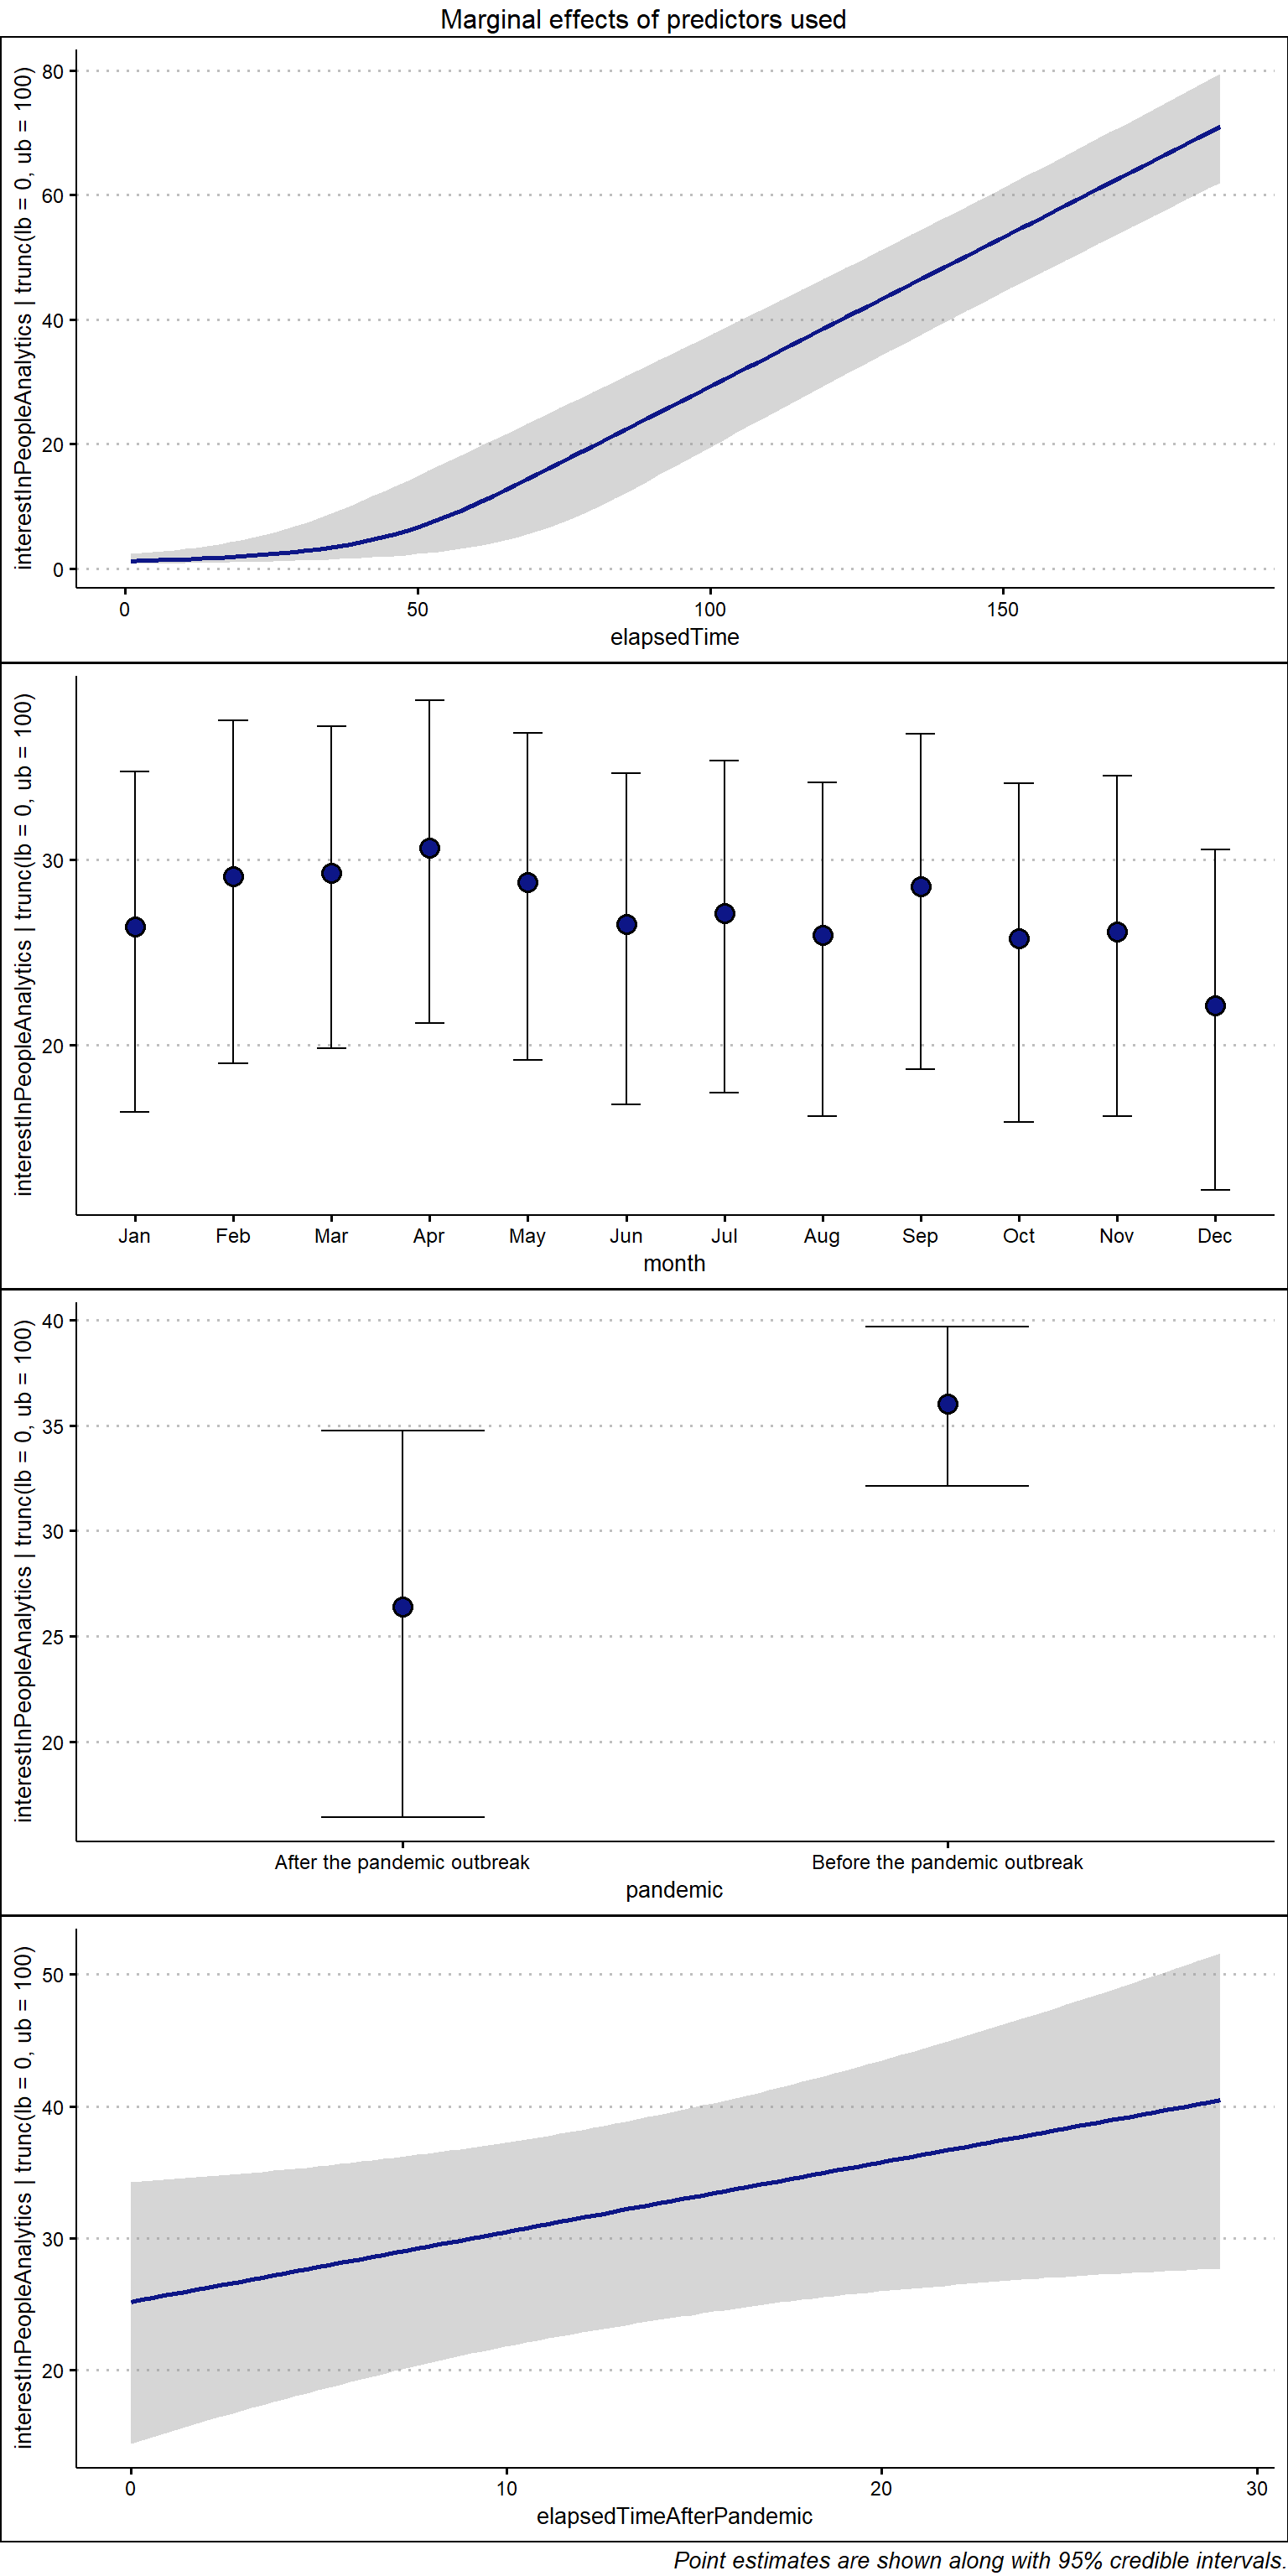 Marginal effects of predictors used
interestInPeopleAnalytics | trunc(lb = 0, ub = 100)
80
60
40
20
0
0 50 100 150
elapsedTime
interestInPeopleAnalytics | trunc(lb = 0, ub = 100)
30
20
Jan Feb Mar Apr May Jun Jul Aug Sep Oct Nov Dec
month
interestInPeopleAnalytics | trunc(lb = 0, ub = 100)
40
35
30
25
20
After the pandemic outbreak Before the pandemic outbreak
pandemic
interestInPeopleAnalytics | trunc(lb = 0, ub = 100)
50
40
30
20
0 10 20 30
elapsedTimeAfterPandemic
Point estimates are shown along with 95% credible intervals.